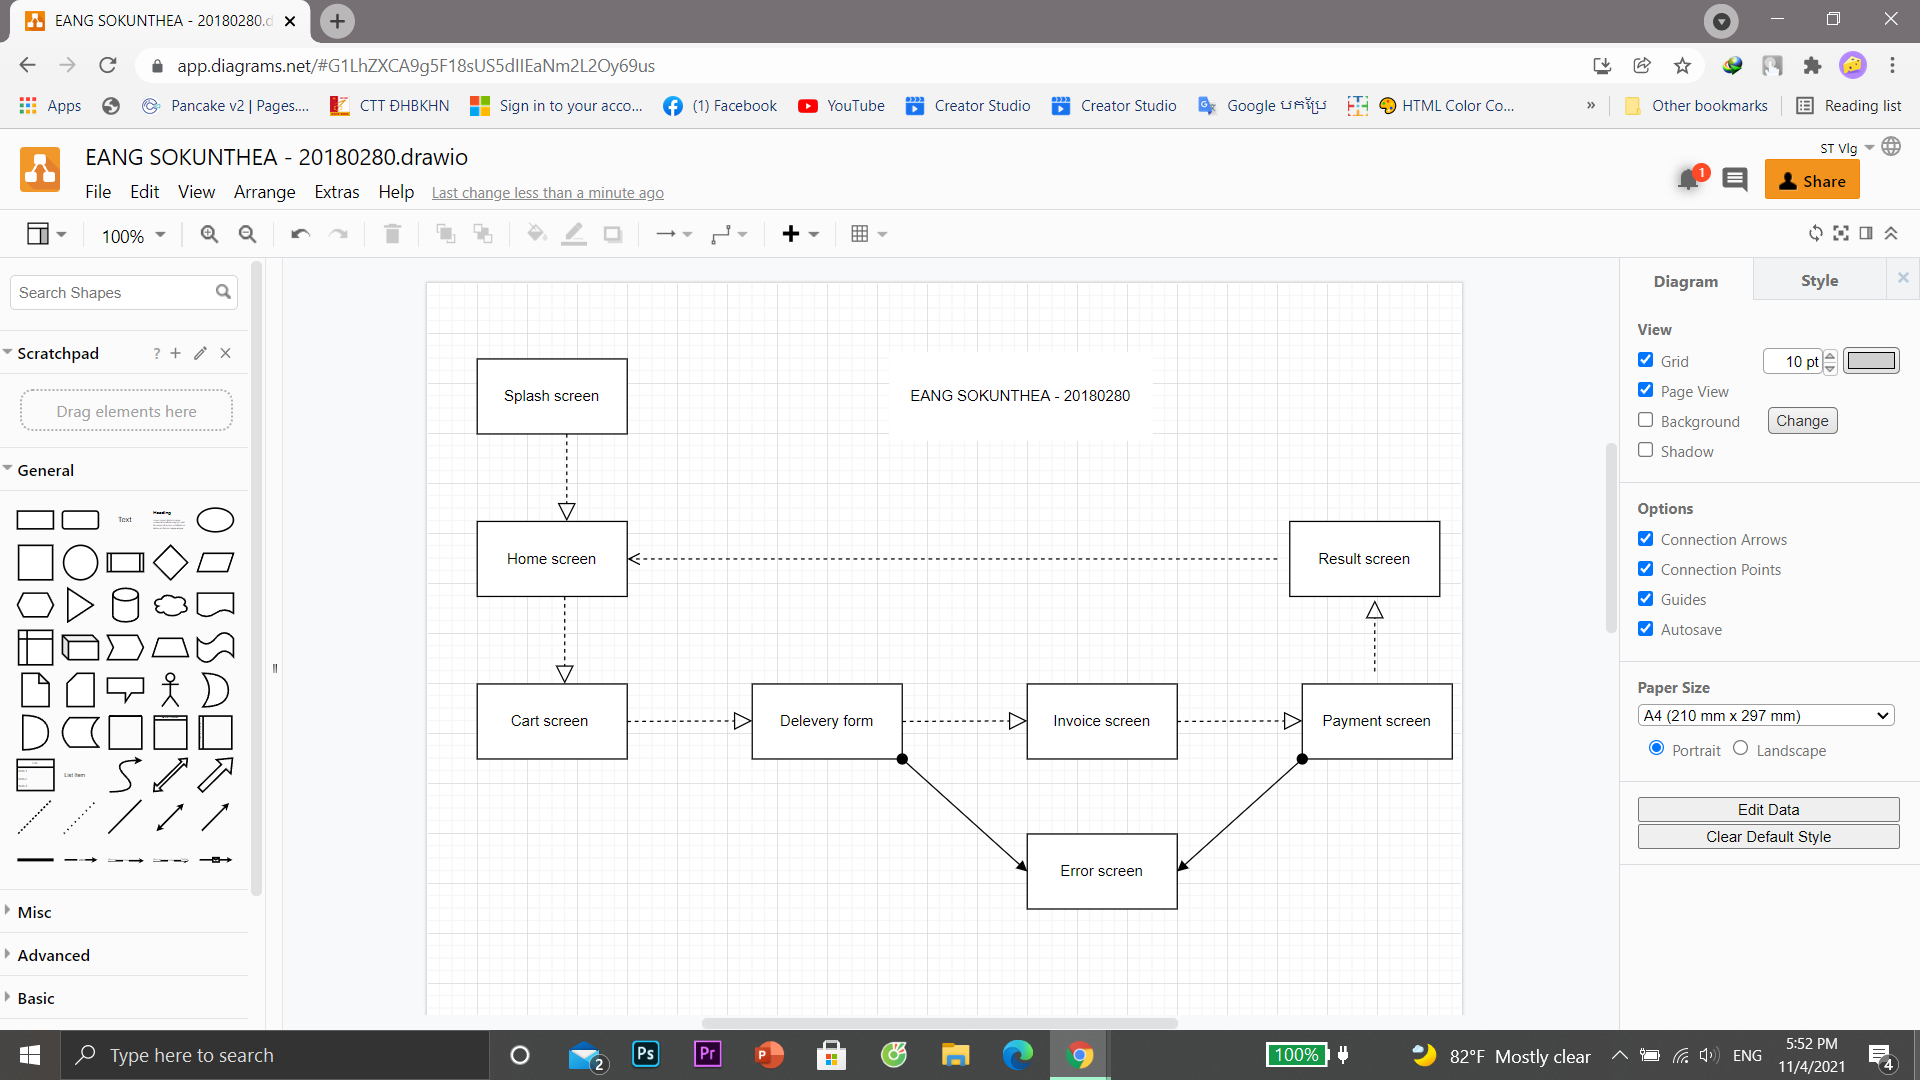 EANG SOKUNTHEA - 20180280.d
app.diagrams.net/#G1LhZXCA9g5F18sUS5dIIEaNm2L2Oy69us
Apps
Pancake v2 | Pages....
CTT ĐHBKHN
Sign in to your acco...
(1) Facebook
YouTube
Creator Studio
Creator Studio
Google បកប្រែ
HTML Color Co...
»
Other bookmarks
Reading list
EANG SOKUNTHEA - 20180280.drawio
ST Vlg
File Edit View Arrange Extras Help Last change less than a minute ago
1
Share
100%
Search Shapes
Scratchpad
?
Drag elements here
General
Text
Heading
List Item
Misc
Advanced
Basic
Splash screen
EANG SOKUNTHEA - 20180280
Home screen
Result screen
Cart screen
Delevery form
Invoice screen
Payment screen
Error screen
Diagram
Style
View
Grid
10 pt
Page View
Background
Change
Shadow
Options
Connection Arrows
Connection Points
Guides
Autosave
Paper Size
A4 (210 mm x 297 mm)
Portrait
Landscape
Edit Data
Clear Default Style
Type here to search
2
Ps
Pr
P
100%
82°F Mostly clear
ENG
5:52 PM
11/4/2021
4